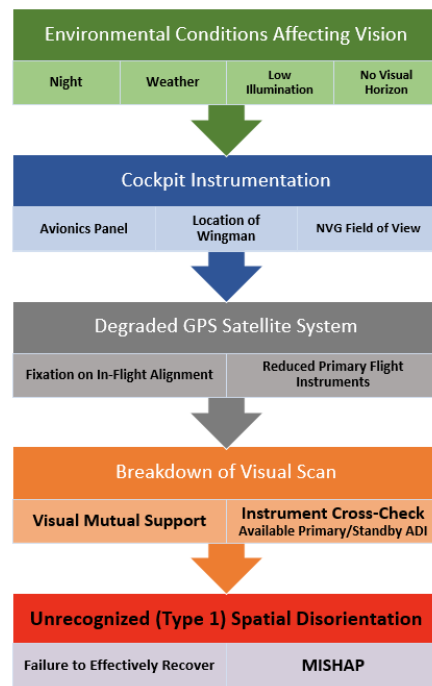 Environmental Conditions Affecting Vision
Night
Weather
Low
Illumination
No Visual
Horizon
Cockpit Instrumentation
Avionics Panel
Location of
Wingman
NVG Field of View
Degraded GPS Satellite System
Fixation on In-Flight Alignment
Reduced Primary Flight
Instruments
Breakdown of Visual Scan
Visual Mutual Support
Instrument Cross-Check
Available Primary/Standby ADI
Unrecognized (Type 1) Spatial Disorientation
Failure to Effectively Recover
MISHAP